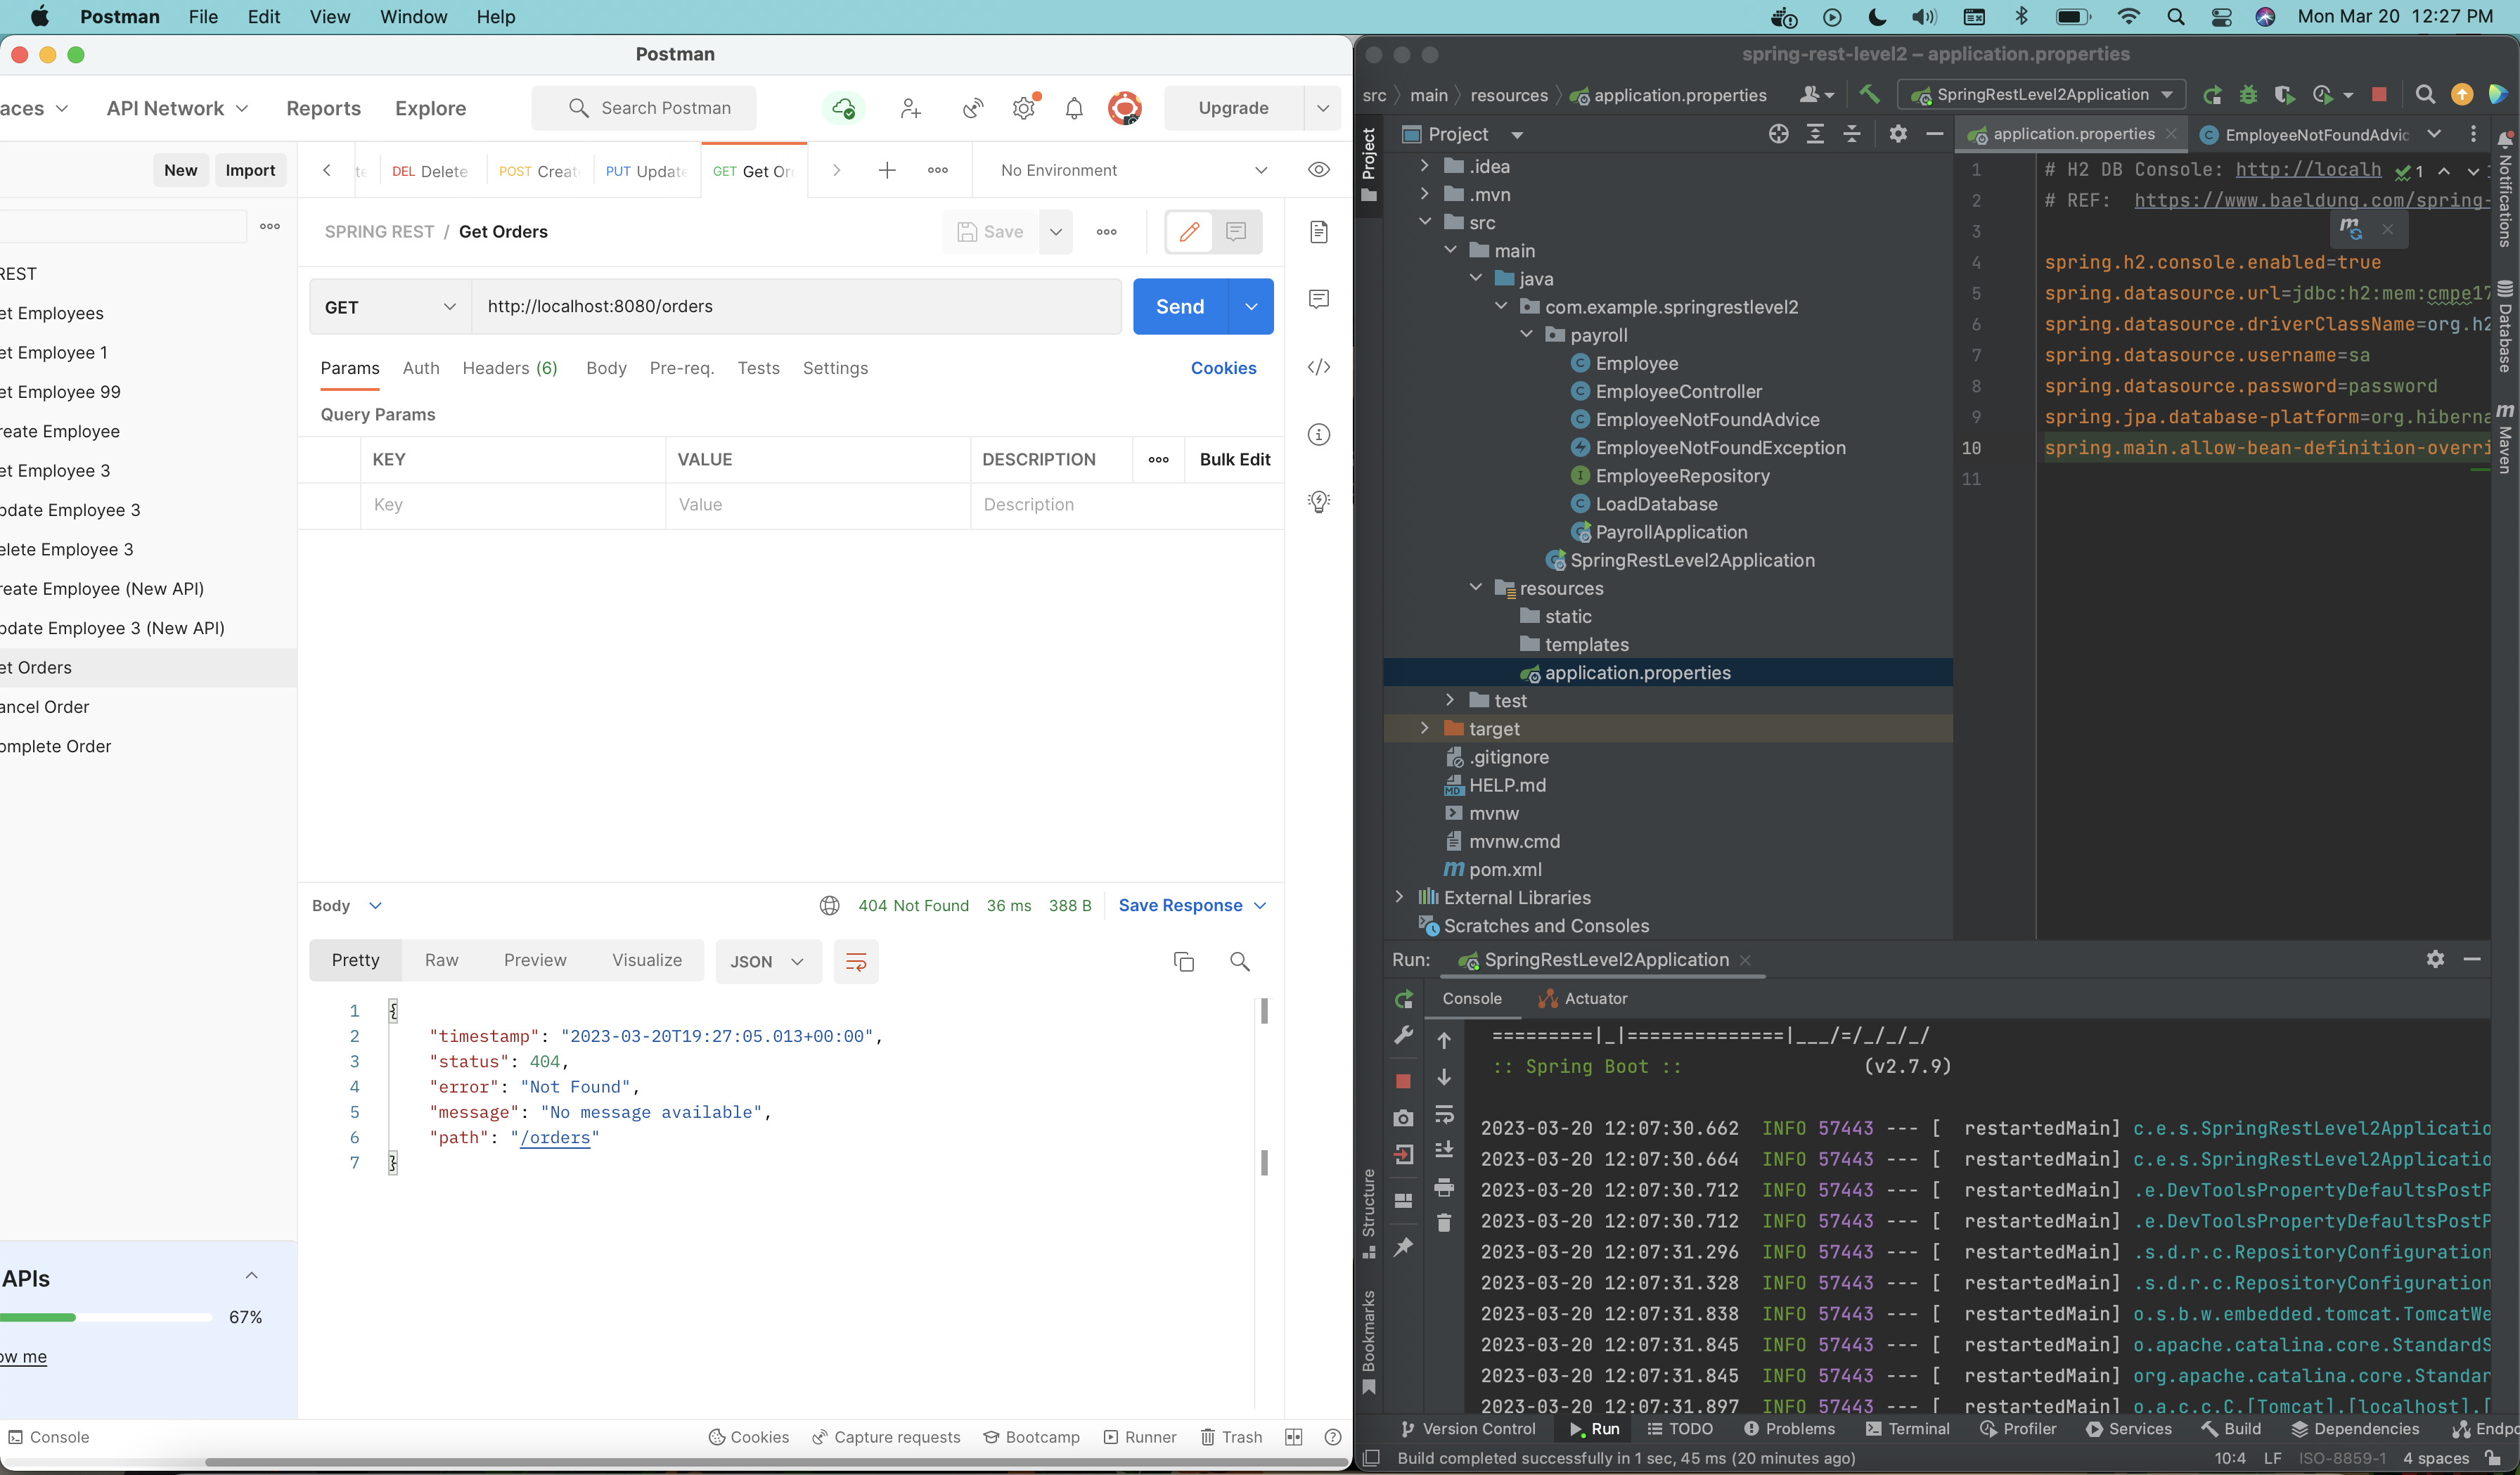 Postman File Edit View Window Help
Mon Mar 20 12:27 PM
Postman
aces API Network Reports Explore Search Postman Upgrade
New Import
DEL Delete POST Creat PUT Update GET Get Or No Environment
SPRING REST / Get Orders Save
REST
et Employees
et Employee 1
et Employee 99
reate Employee
et Employee 3
pdate Employee 3
elete Employee 3
reate Employee (New API)
pdate Employee 3 (New API)
et Orders
ancel Order
omplete Order
APIs
67%
ow me
GET http://localhost:8080/orders Send
Params Auth Headers (6) Body Pre-req. Tests Settings Cookies
Query Params
KEY VALUE DESCRIPTION Bulk Edit
Key Value Description
Body 404 Not Found 36 ms 388 B Save Response
Pretty Raw Preview Visualize JSON
1 {
2 "timestamp": "2023-03-20T19:27:05.013+00:00",
3 "status": 404,
4 "error": "Not Found",
5 "message": "No message available",
6 "path": "/orders"
7 }
Console Cookies Capture requests Bootcamp Runner Trash
spring-rest-level2 – application.properties
src main resources application.properties SpringRestLevel2Application
Project
Project
.idea
.mvn
src
main
java
com.example.springrestlevel2
payroll
Employee
EmployeeController
EmployeeNotFoundAdvice
EmployeeNotFoundException
EmployeeRepository
LoadDatabase
PayrollApplication
SpringRestLevel2Application
resources
static
templates
application.properties
test
target
.gitignore
HELP.md
mvnw
mvnw.cmd
pom.xml
External Libraries
Scratches and Consoles
application.properties EmployeeNotFoundAdvic
1 # H2 DB Console: http://localh 1
2 # REF: https://www.baeldung.com/spring-
3
4 spring.h2.console.enabled=true
5 spring.datasource.url=jdbc:h2:mem:cmpe17
6 spring.datasource.driverClassName=org.h2
7 spring.datasource.username=sa
8 spring.datasource.password=password
9 spring.jpa.database-platform=org.hiberna
10 spring.main.allow-bean-definition-overri
11
Notifications
Database
Maven
Run: SpringRestLevel2Application
Console Actuator
=========|_|==============|___/=/_/_/_/
:: Spring Boot :: (v2.7.9)
2023-03-20 12:07:30.662 INFO 57443 --- [ restartedMain] c.e.s.SpringRestLevel2Applicatio
2023-03-20 12:07:30.664 INFO 57443 --- [ restartedMain] c.e.s.SpringRestLevel2Applicatio
2023-03-20 12:07:30.712 INFO 57443 --- [ restartedMain] .e.DevToolsPropertyDefaultsPostP
2023-03-20 12:07:30.712 INFO 57443 --- [ restartedMain] .e.DevToolsPropertyDefaultsPostP
2023-03-20 12:07:31.296 INFO 57443 --- [ restartedMain] .s.d.r.c.RepositoryConfiguration
2023-03-20 12:07:31.328 INFO 57443 --- [ restartedMain] .s.d.r.c.RepositoryConfiguration
2023-03-20 12:07:31.838 INFO 57443 --- [ restartedMain] o.s.b.w.embedded.tomcat.TomcatWe
2023-03-20 12:07:31.845 INFO 57443 --- [ restartedMain] o.apache.catalina.core.StandardS
2023-03-20 12:07:31.845 INFO 57443 --- [ restartedMain] org.apache.catalina.core.Standar
2023-03-20 12:07:31.897 INFO 57443 --- [ restartedMain] o.a.c.c.C.[Tomcat].[localhost].[
Structure
Bookmarks
Version Control Run TODO Problems Terminal Profiler Services Build Dependencies Endpo
Build completed successfully in 1 sec, 45 ms (20 minutes ago) 10:4 LF ISO-8859-1 4 spaces